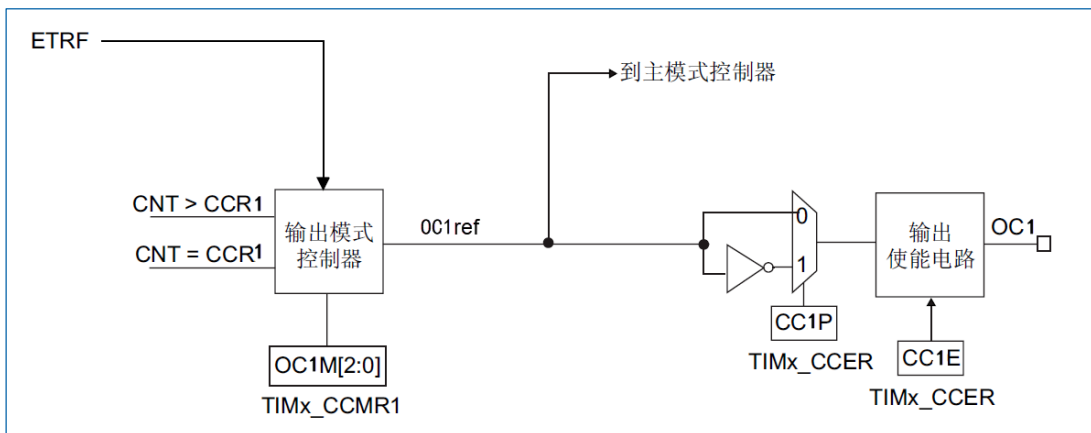 ETRF
到主模式控制器
CNT > CCR1
CNT = CCR1
输出模式
控制器
OC1ref
OC1M[2:0]
TIMx_CCMR1
0
1
CC1P
TIMx_CCER
输出
使能电路
OC1
CC1E
TIMx_CCER